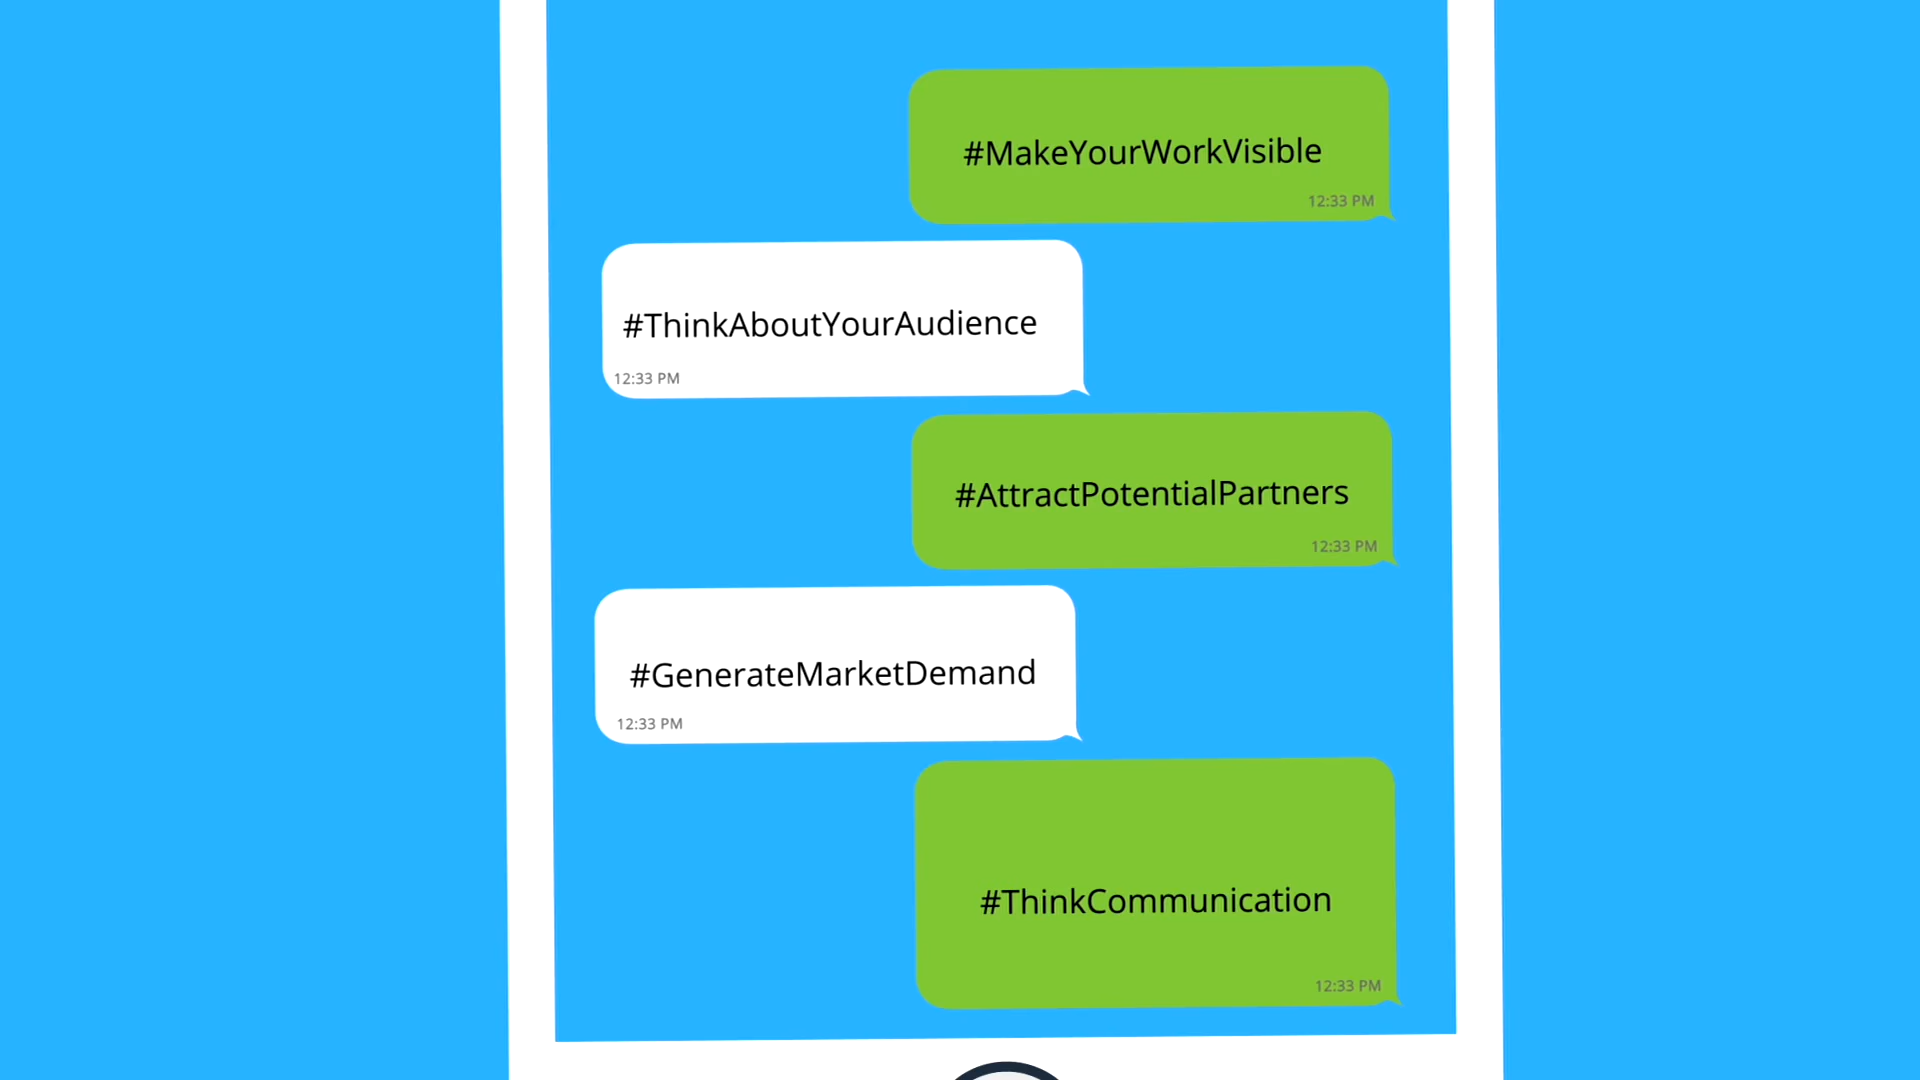 #MakeYourWorkVisible
12:33 PM
#ThinkAboutYourAudience
12:33 PM
#AttractPotentialPartners
12:33 PM
#GenerateMarketDemand
12:33 PM
#ThinkCommunication
12:33 PM